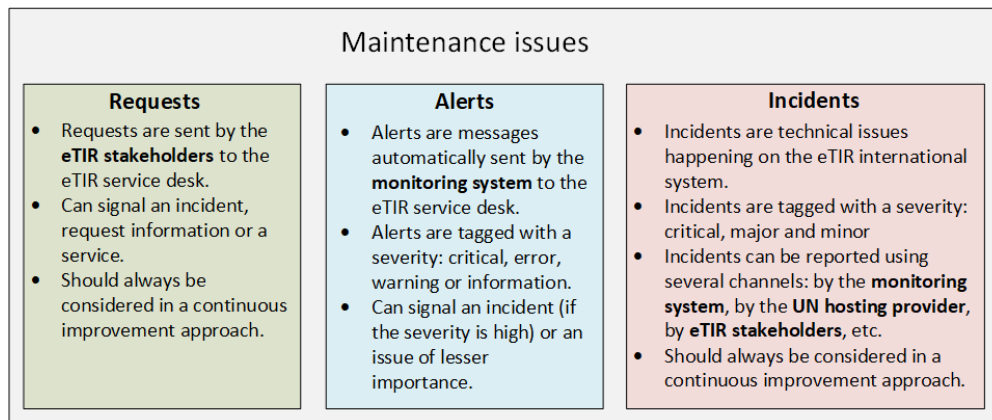 Maintenance issues
Requests
• Requests are sent by the
eTIR stakeholders to the
eTIR service desk.
• Can signal an incident,
request information or a
service.
• Should always be
considered in a continuous
improvement approach.
Alerts
• Alerts are messages
automatically sent by the
monitoring system to the
eTIR service desk.
• Alerts are tagged with a
severity: critical, error,
warning or information.
• Can signal an incident (if
the severity is high) or an
issue of lesser
importance.
Incidents
• Incidents are technical issues
happening on the eTIR international
system.
• Incidents are tagged with a severity:
critical, major and minor
• Incidents can be reported using
several channels: by the monitoring
system, by the UN hosting provider,
by eTIR stakeholders, etc.
• Should always be considered in a
continuous improvement approach.